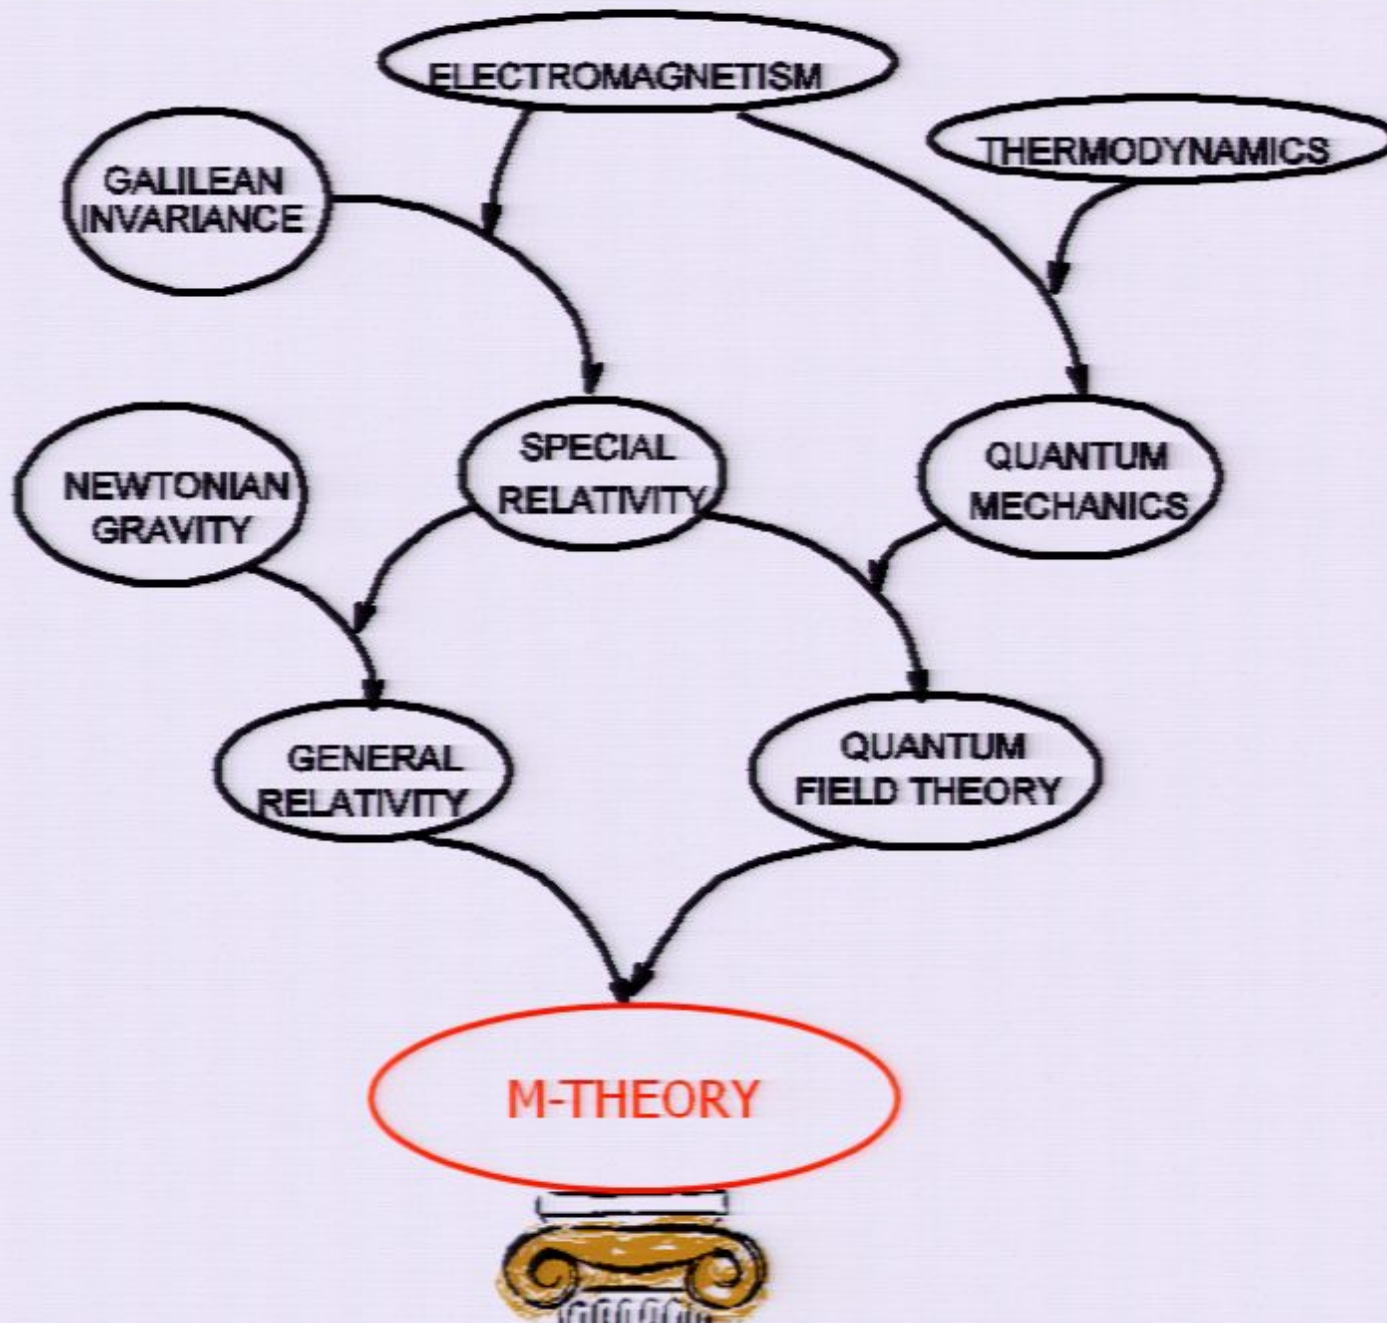 ELECTROMAGNETISM
THERMODYNAMICS
GALILEAN
INVARIANCE
SPECIAL
RELATIVITY
QUANTUM
MECHANICS
NEWTONIAN
GRAVITY
GENERAL
RELATIVITY
QUANTUM
FIELD THEORY
M-THEORY